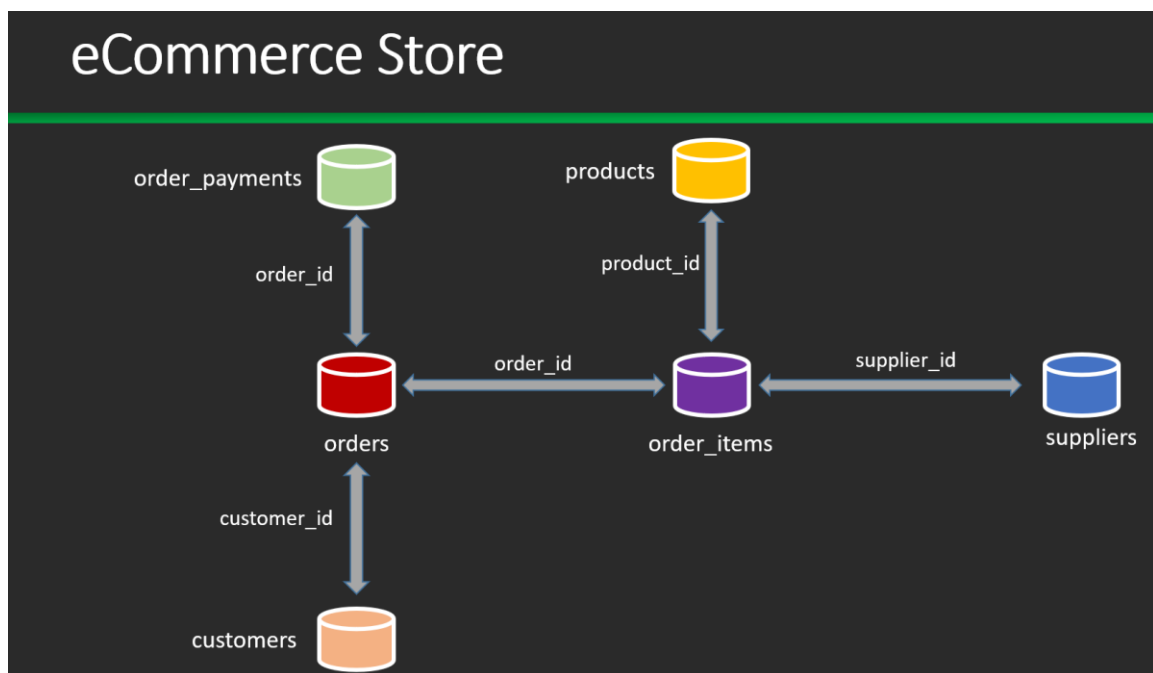 eCommerce Store
order_payments
products
order_id
product_id
order_id
supplier_id
orders
order_items
suppliers
customer_id
customers